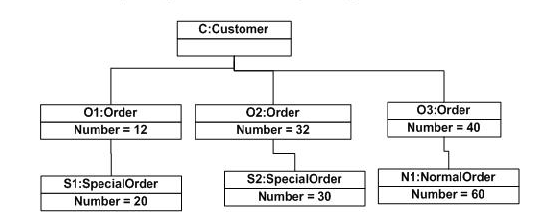 C:Customer
O1:Order
Number = 12
O2:Order
Number = 32
O3:Order
Number = 40
S1:SpecialOrder
Number = 20
S2:SpecialOrder
Number = 30
N1:NormalOrder
Number = 60